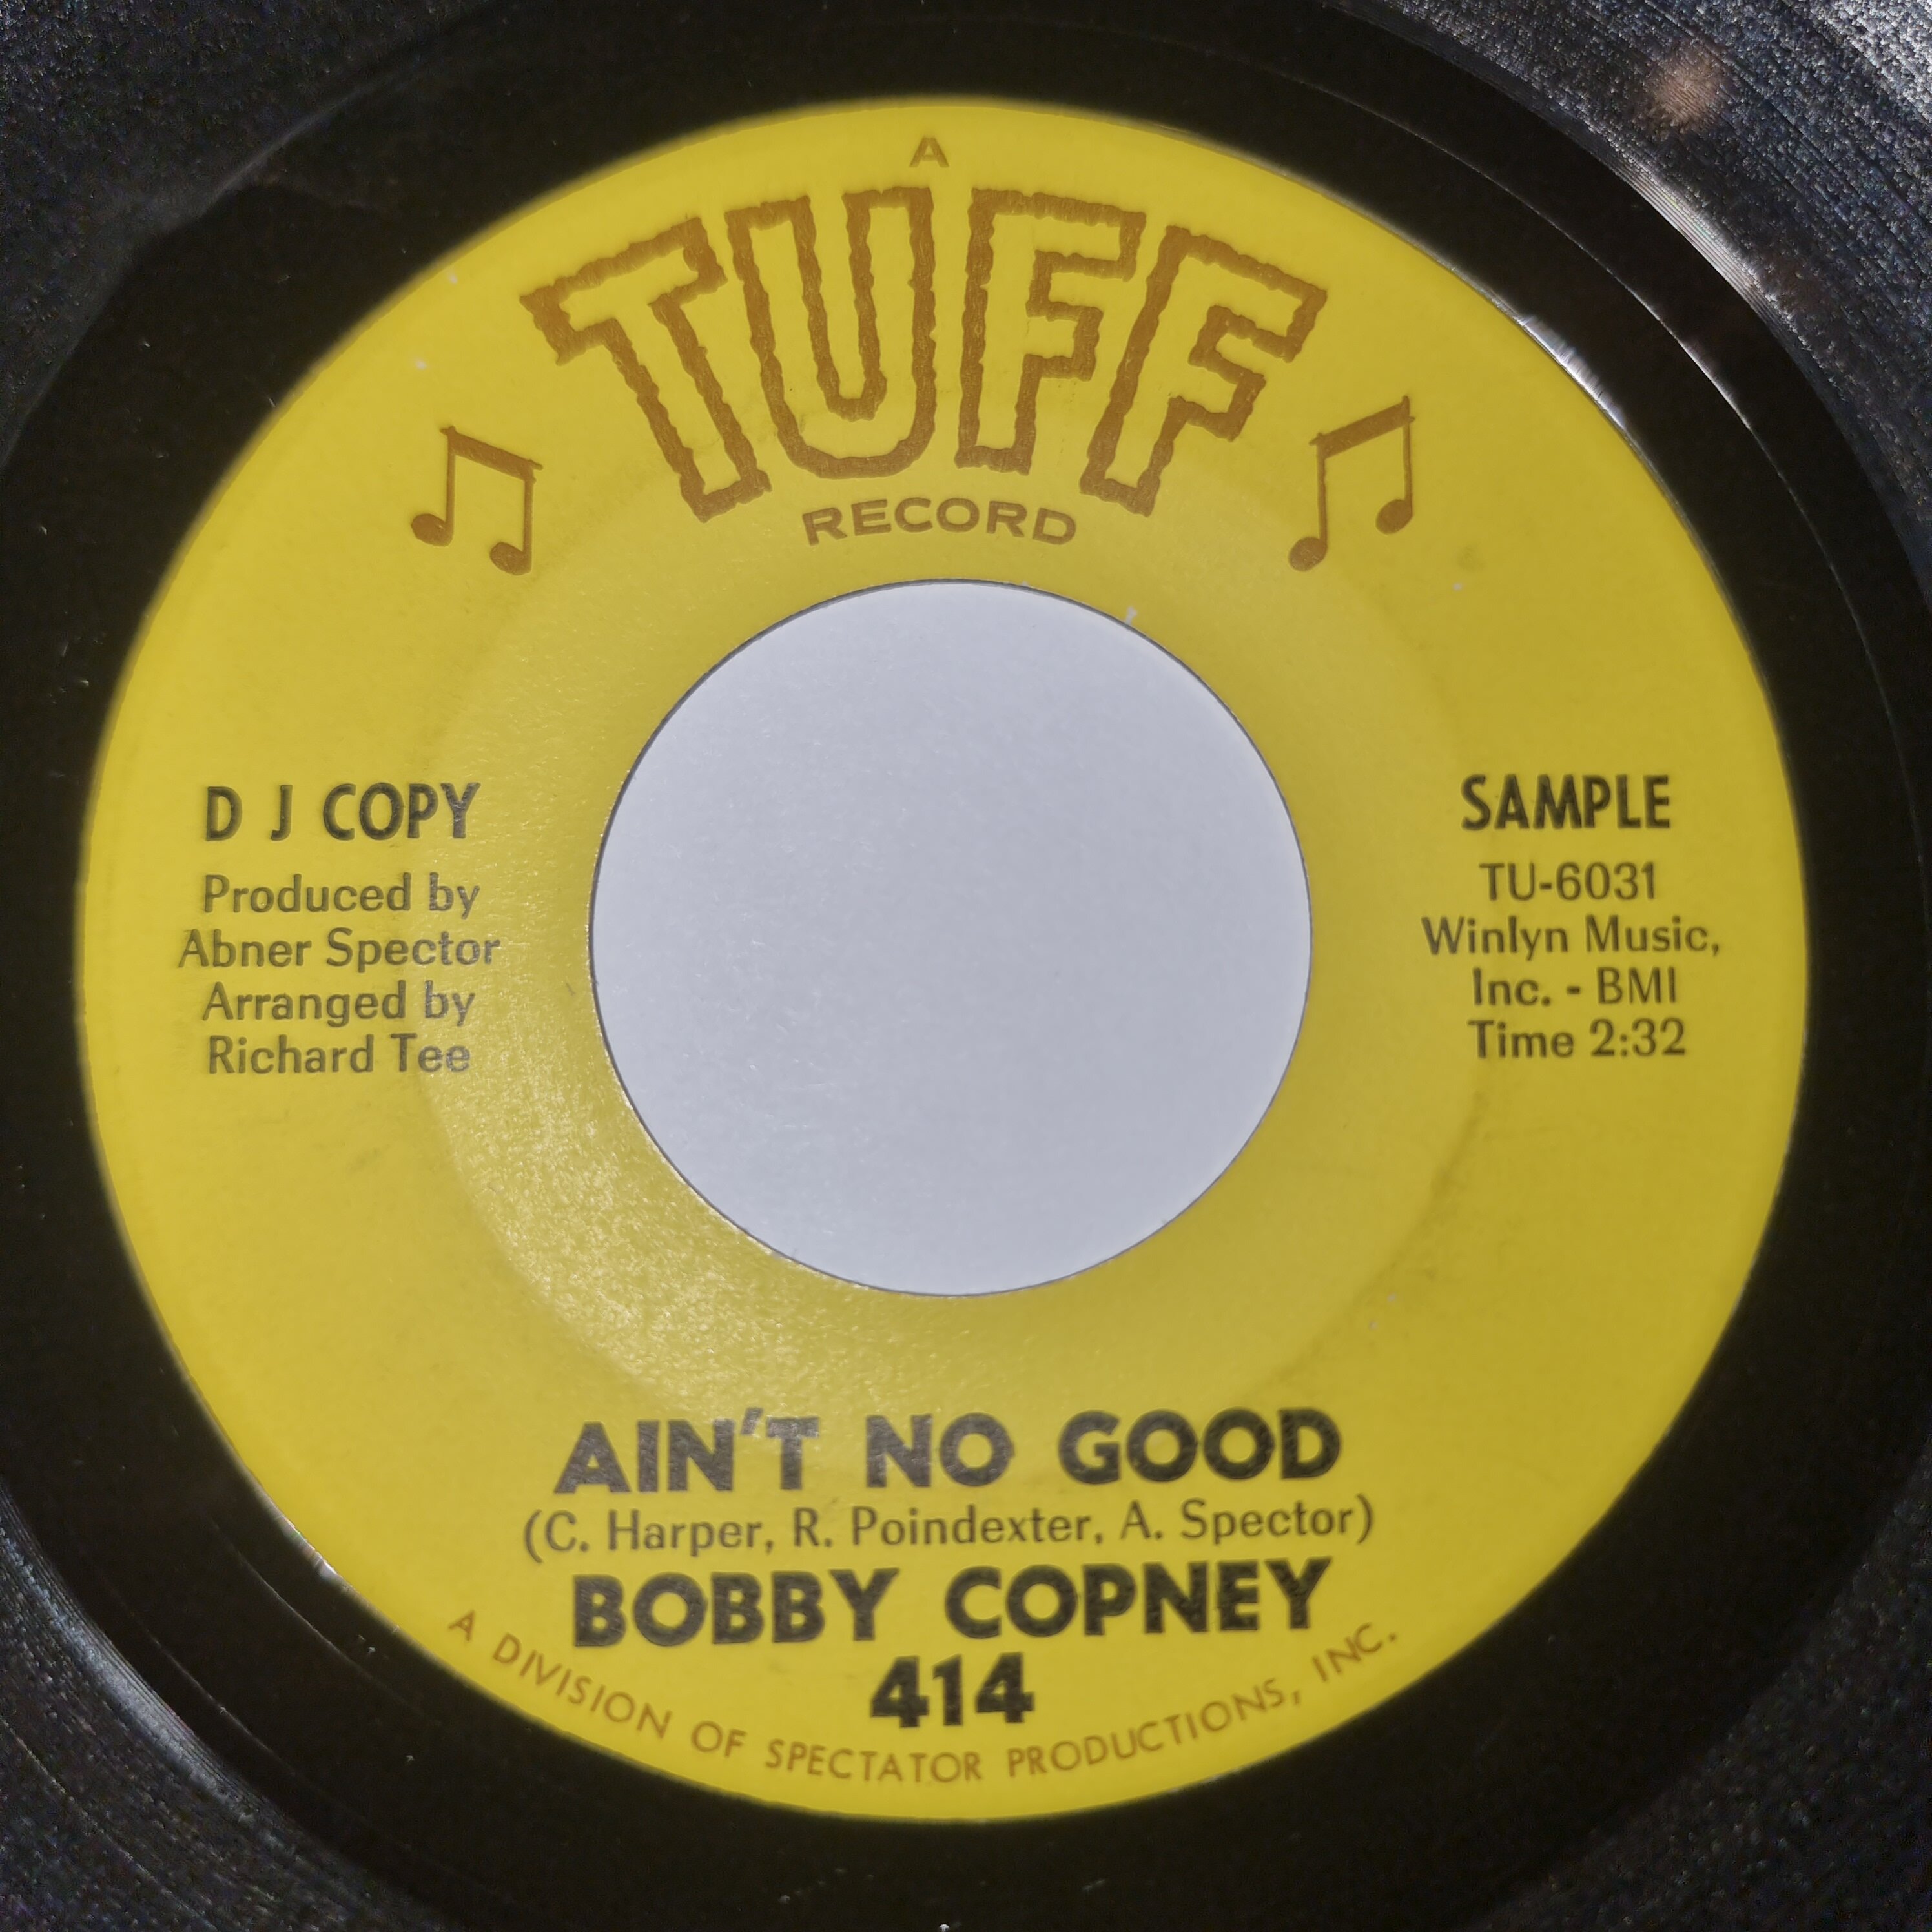 A
TUFF
RECORD
D J COPY
Produced by
Abner Spector
Arranged by
Richard Tee
SAMPLE
TU-6031
Winlyn Music,
Inc. - BMI
Time 2:32
AIN'T NO GOOD
(C. Harper, R. Poindexter, A. Spector)
BOBBY COPNEY
414
A DIVISION OF SPECTATOR PRODUCTIONS, INC.